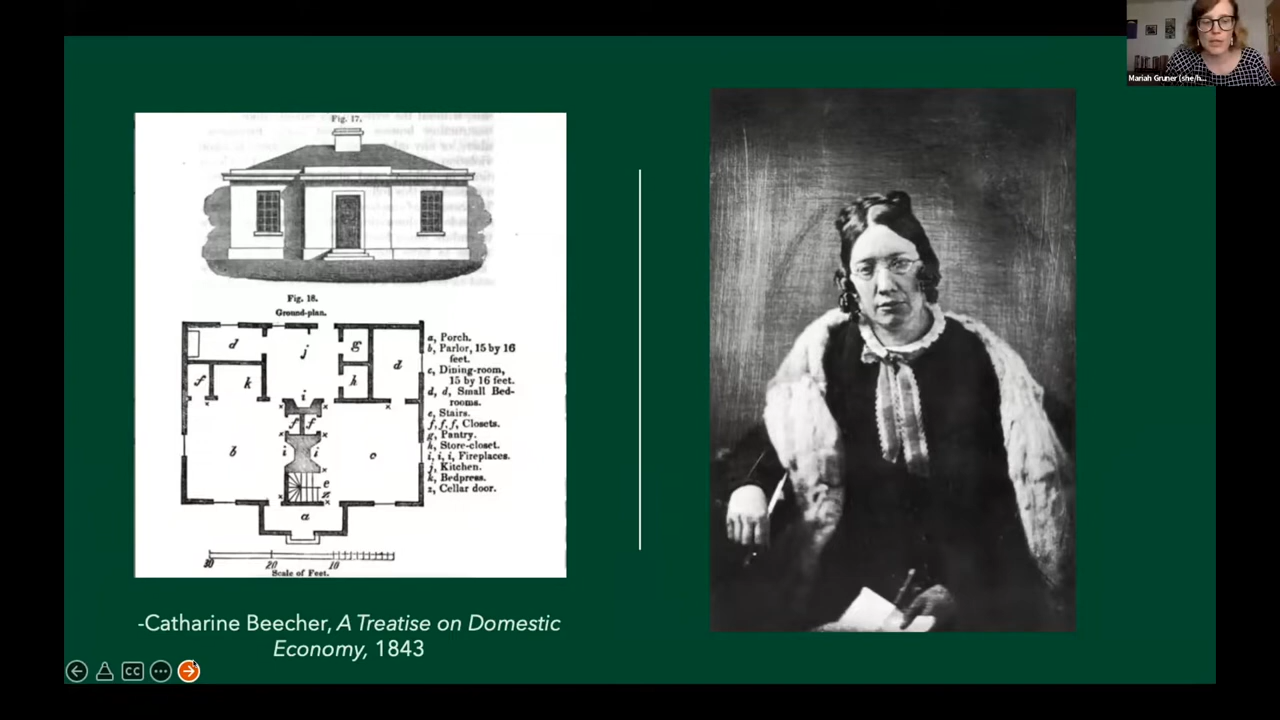 Mariah Gruner (she/h...
Fig. 17.
Fig. 18.
Ground-plan.
d
j
g
d
f
k
h
i
f
f
b
i
i
c
e
z
a
30
20
10
Scale of Feet.
a, Porch.
b, Parlor, 15 by 16
feet.
c, Dining-room,
15 by 16 feet.
d, d, Small Bed-
rooms.
e, Stairs.
f, f, f, Closets.
g, Pantry.
h, Store-closet.
i, i, i, Fireplaces.
j, Kitchen.
k, Bedpress.
z, Cellar door.
-Catharine Beecher, A Treatise on Domestic
Economy, 1843
CC